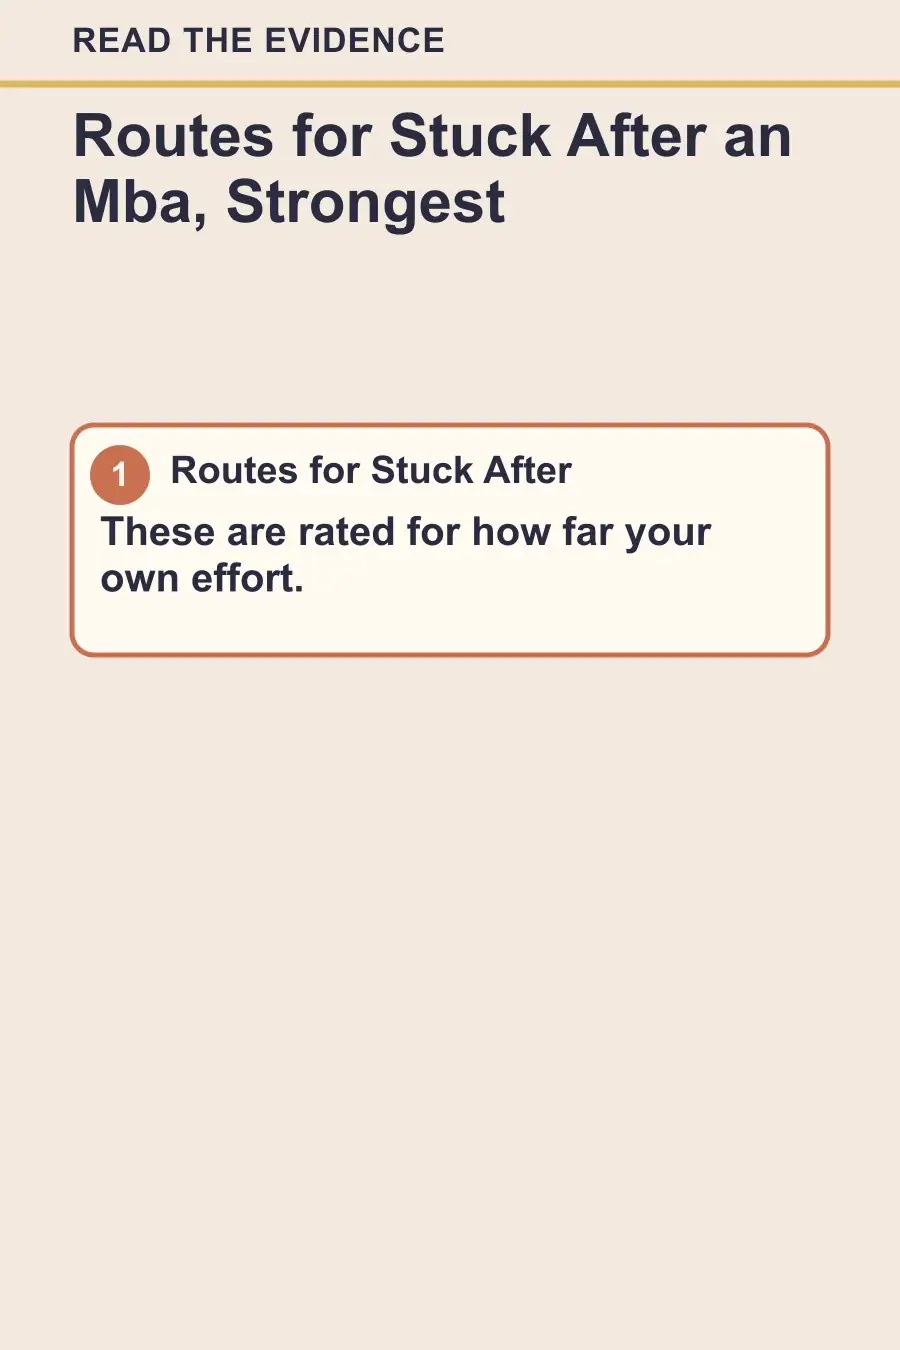 READ THE EVIDENCE
Routes for Stuck After an
Mba, Strongest
1 Routes for Stuck After
These are rated for how far your
own effort.